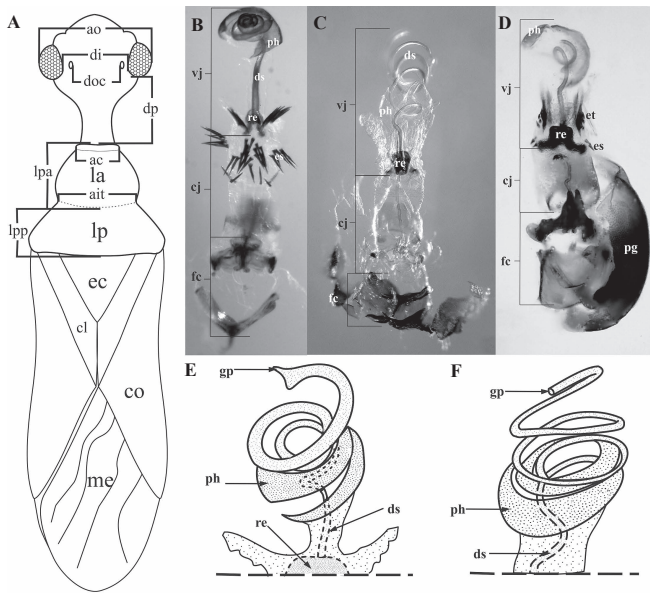 A
ao
di
doc
dp
ac
lpa
la
ait
lpp
lp
ec
cl
co
me
B
ph
vj
ds
re
es
cj
fc
*
C
ds
vj
ph
re
cj
fc
D
ph
vj
et
re
es
cj
pg
fc
E
gp
ph
ds
re
F
gp
ph
ds